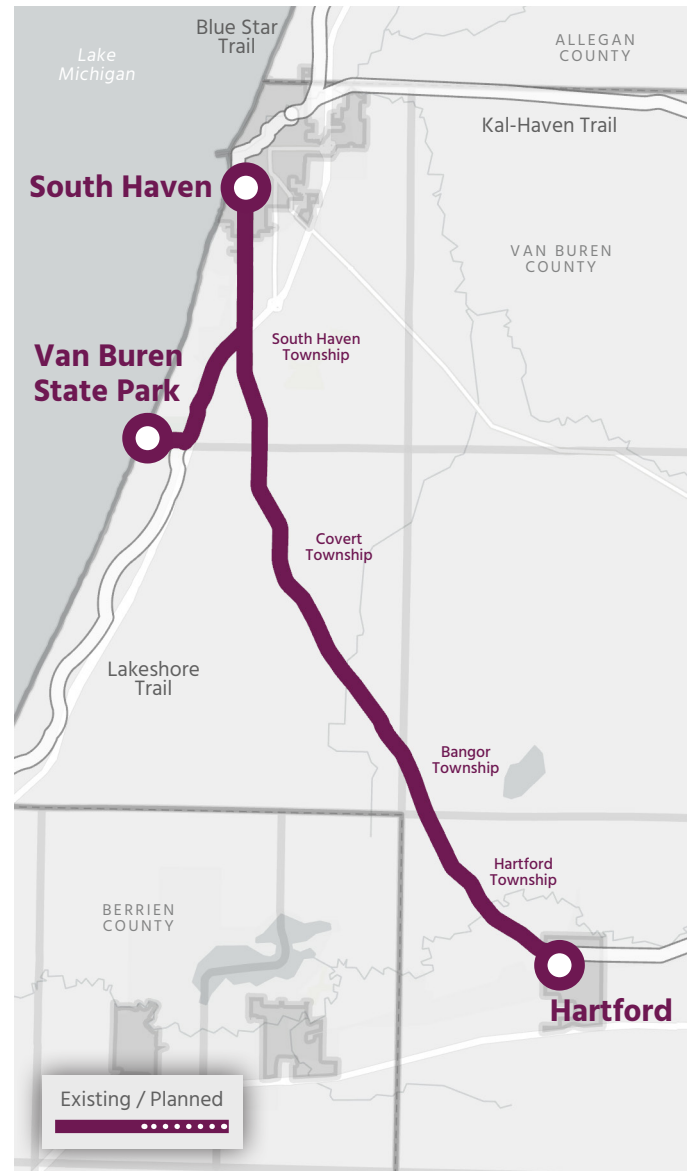 Blue Star
Trail
Lake
Michigan
ALLEGAN
COUNTY
Kal-Haven Trail
South Haven
VAN BUREN
COUNTY
South Haven
Township
Van Buren
State Park
Covert
Township
Lakeshore
Trail
Bangor
Township
Hartford
Township
BERRIEN
COUNTY
Hartford
Existing / Planned